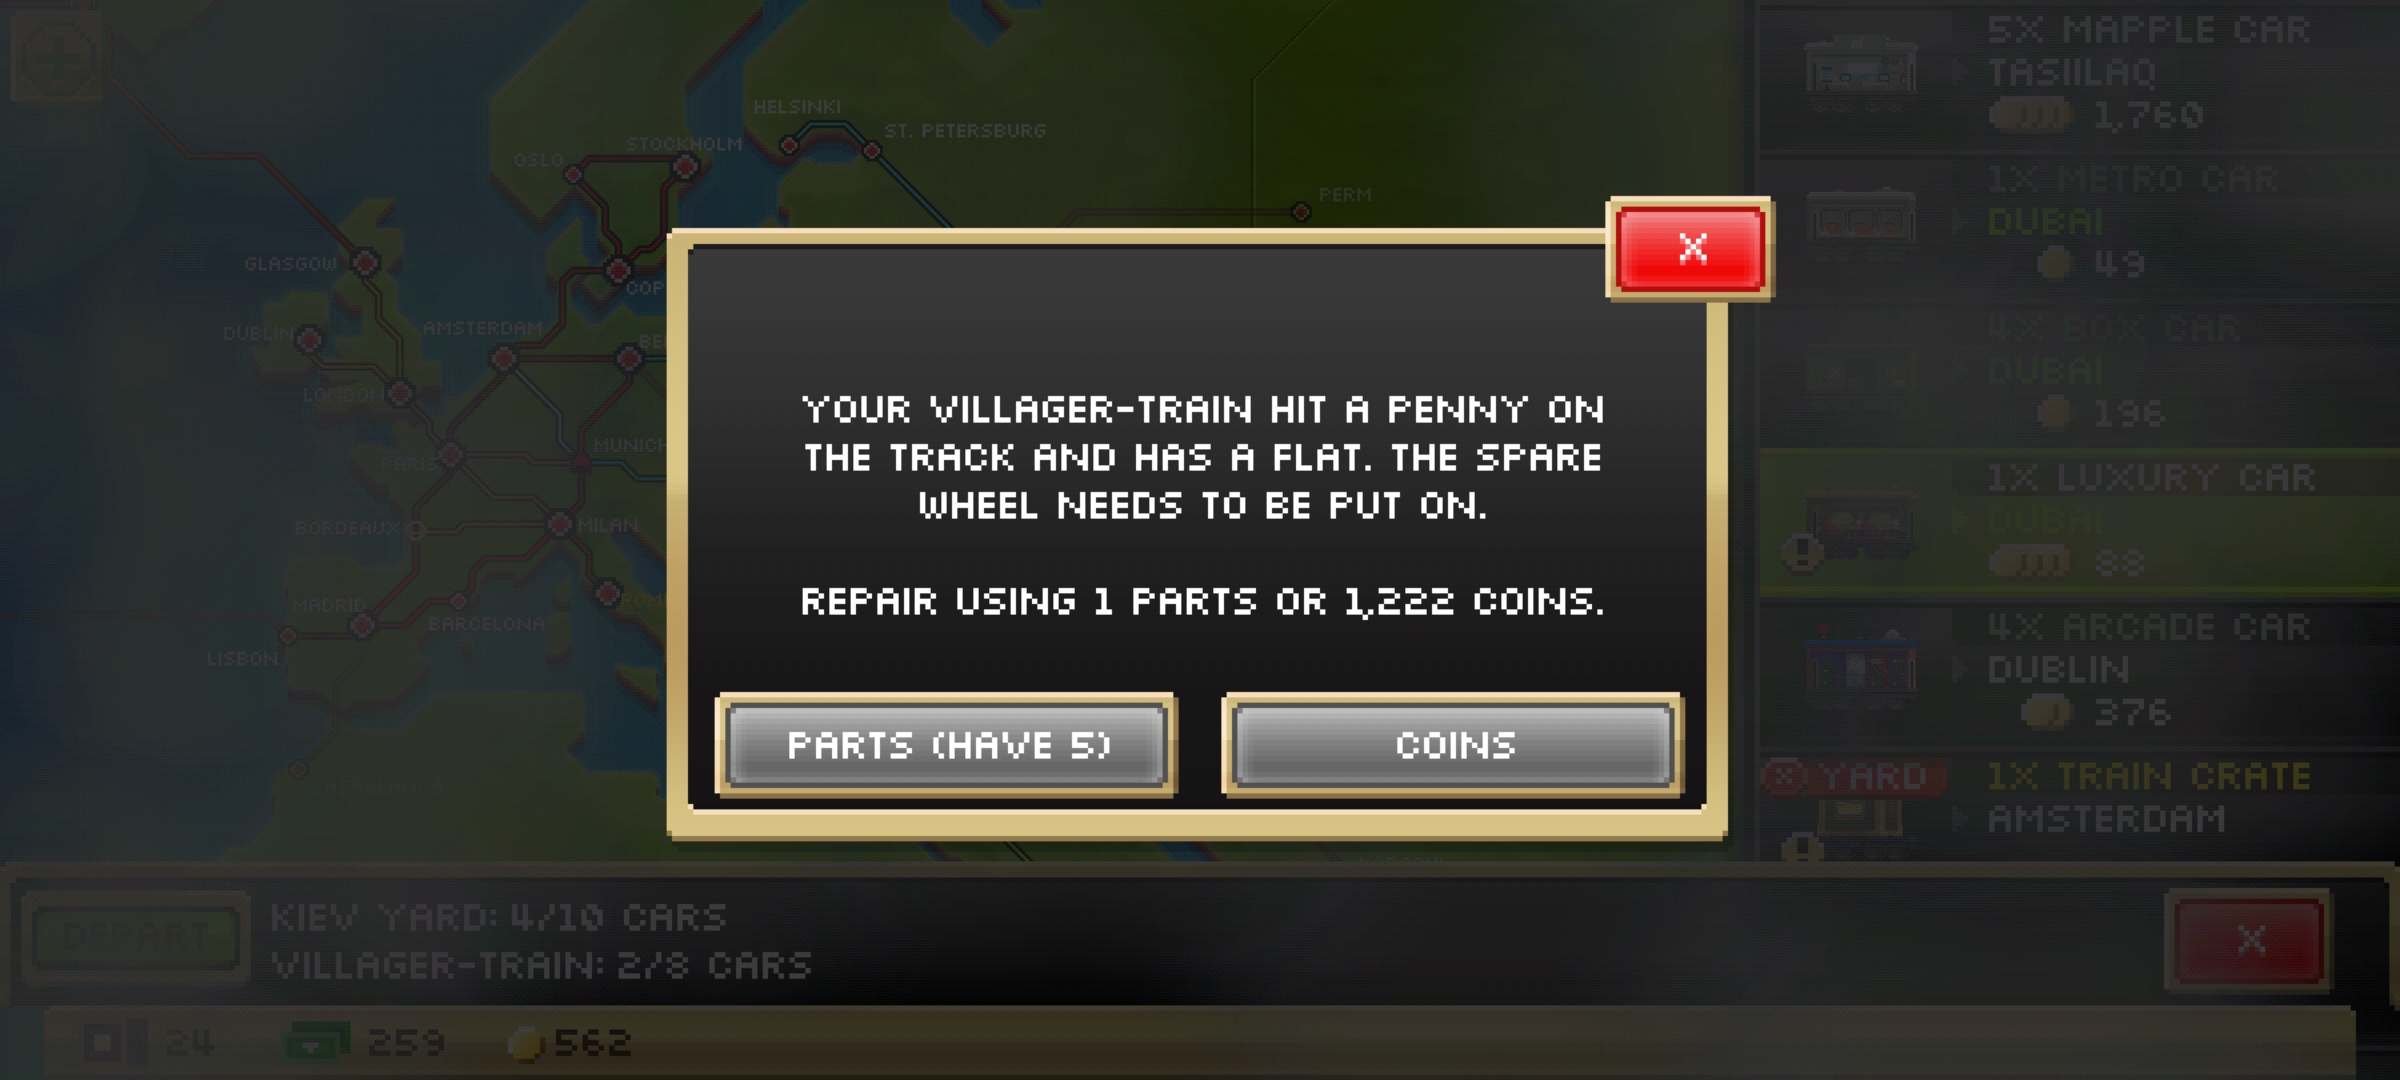 5X MAPPLE CAR
TASIILAQ
1,760
1X METRO CAR
DUBAI
49
4X BOX CAR
DUBAI
196
1X LUXURY CAR
DUBAI
88
4X ARCADE CAR
DUBLIN
376
YARD
1X TRAIN CRATE
AMSTERDAM
HELSINKI
ST. PETERSBURG
STOCKHOLM
OSLO
PERM
GLASGOW
COP
DUBLIN
AMSTERDAM
BE
LONDON
MUNICH
PARIS
BORDEAUX
MILAN
MADRID
ROM
BARCELONA
LISBON
X
YOUR VILLAGER-TRAIN HIT A PENNY ON
THE TRACK AND HAS A FLAT. THE SPARE
WHEEL NEEDS TO BE PUT ON.
REPAIR USING 1 PARTS OR 1,222 COINS.
PARTS (HAVE 5)
COINS
DEPART
KIEV YARD: 4/10 CARS
VILLAGER-TRAIN: 2/8 CARS
X
24
259
562